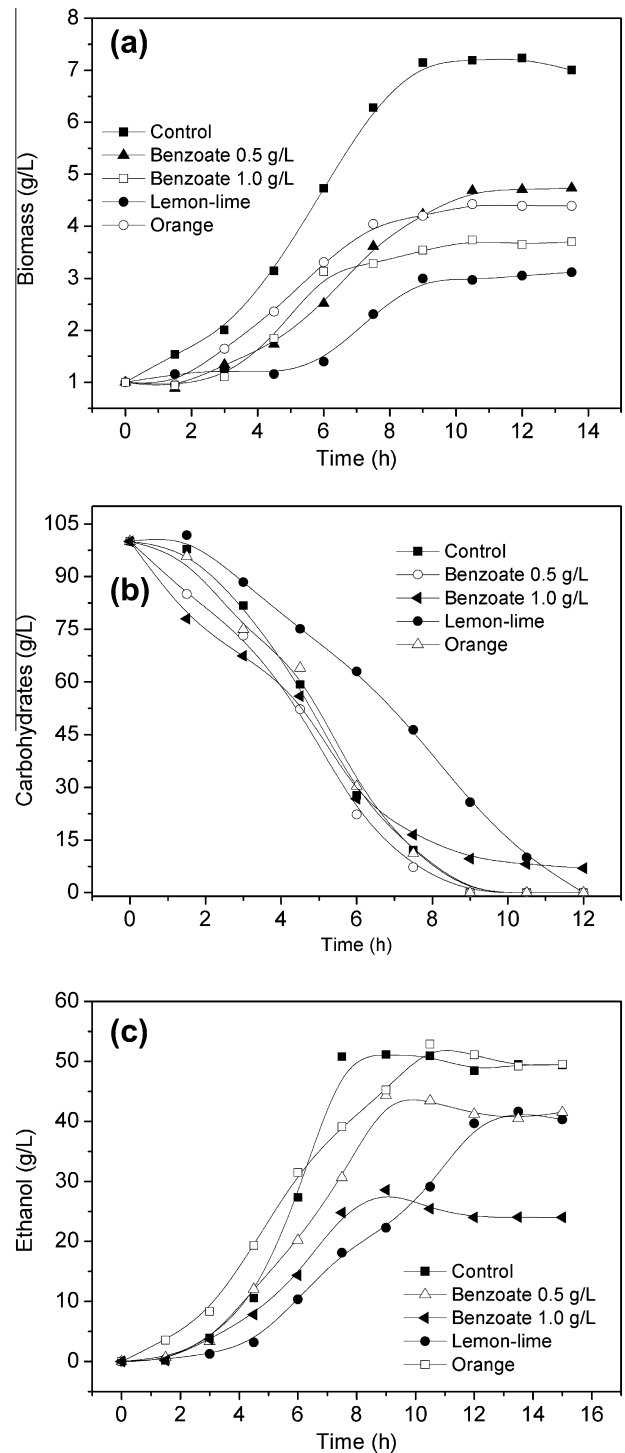 (a)
8
7
6
5
4
3
2
1
Biomass (g/L)
Control
Benzoate 0.5 g/L
Benzoate 1.0 g/L
Lemon-lime
Orange
0 2 4 6 8 10 12 14
Time (h)
(b)
105
90
75
60
45
30
15
0
Carbohydrates (g/L)
Control
Benzoate 0.5 g/L
Benzoate 1.0 g/L
Lemon-lime
Orange
0 2 4 6 8 10 12
Time (h)
(c)
60
50
40
30
20
10
0
Ethanol (g/L)
Control
Benzoate 0.5 g/L
Benzoate 1.0 g/L
Lemon-lime
Orange
0 2 4 6 8 10 12 14 16
Time (h)